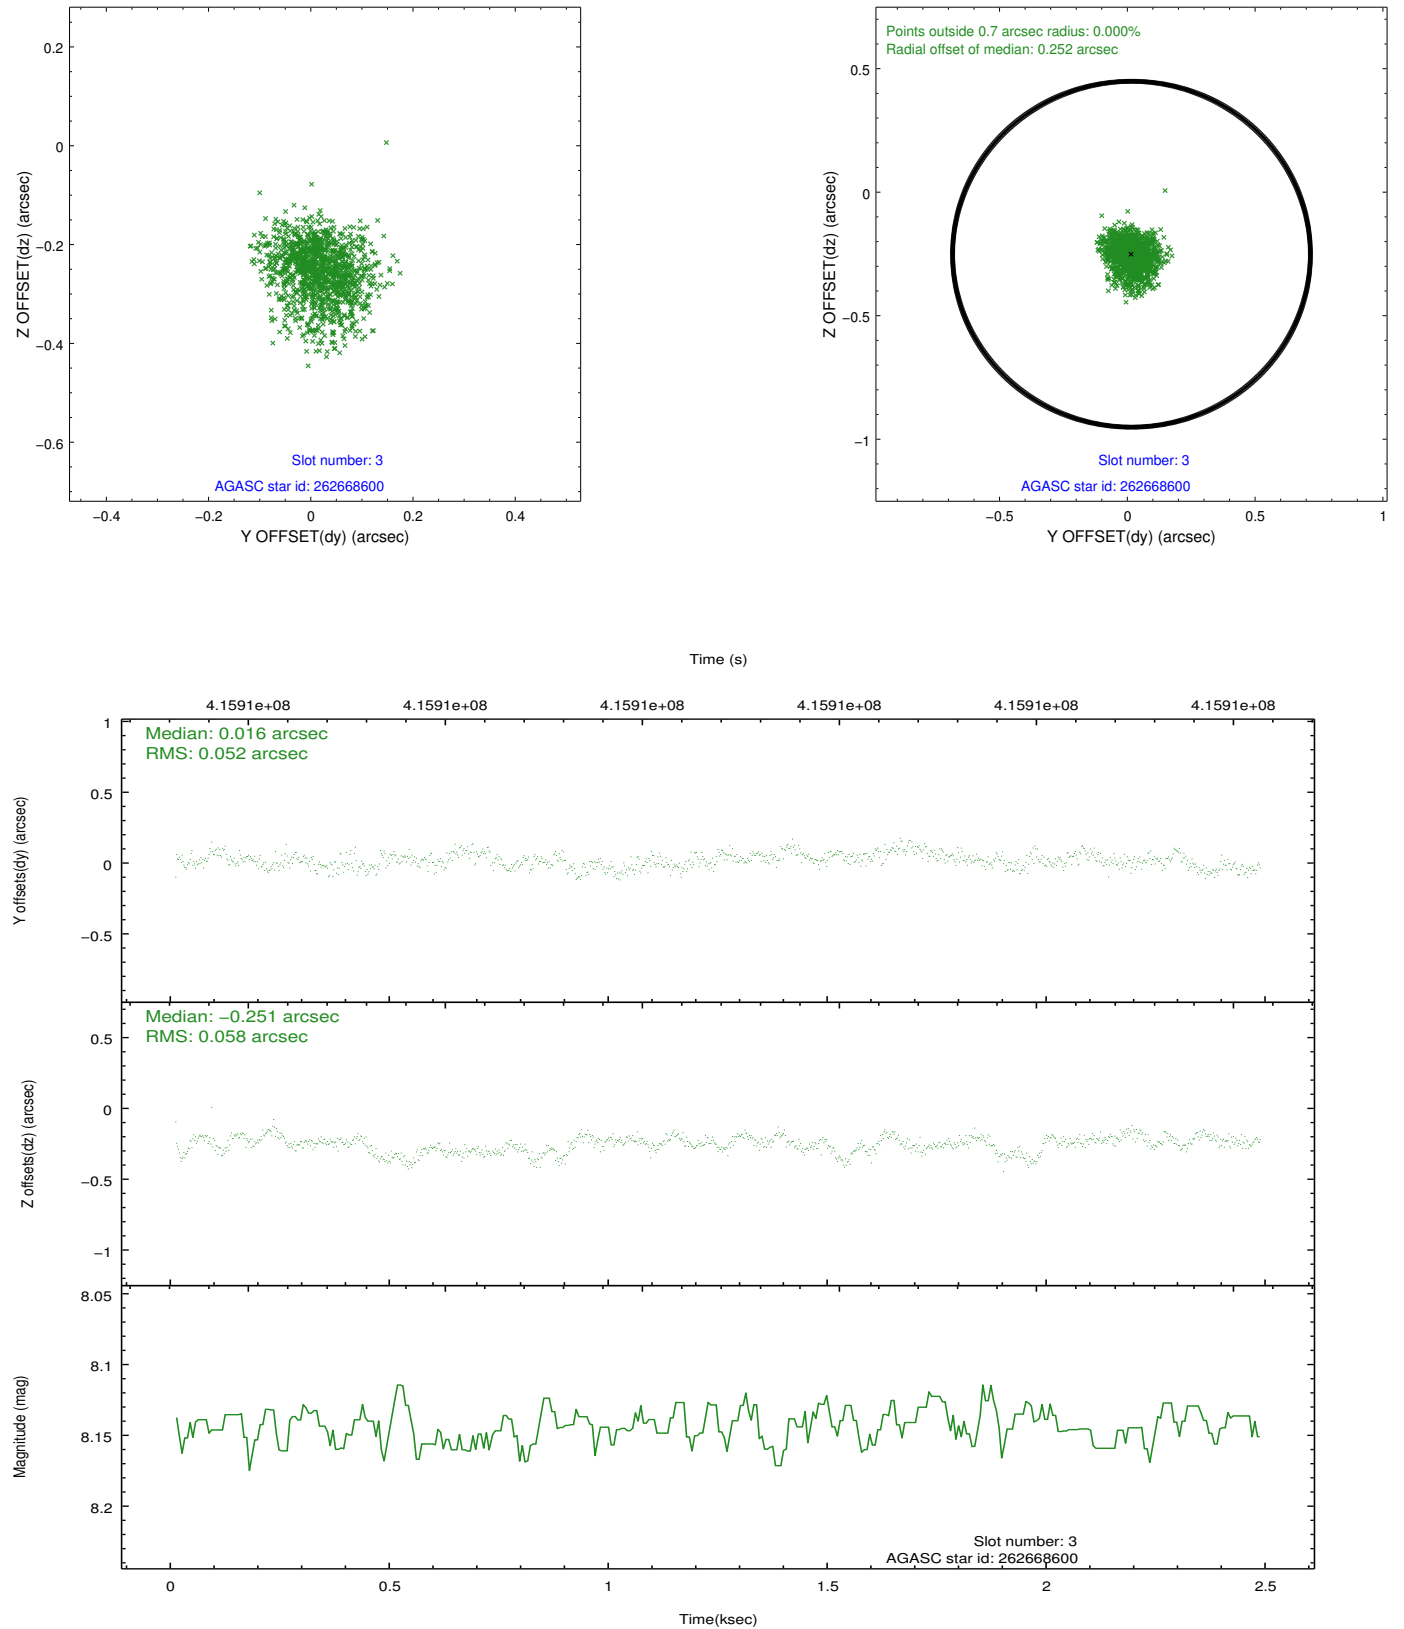 0.2
0
−0.2
−0.4
−0.6
Z OFFSET(dz) (arcsec)
Slot number: 3
AGASC star id: 262668600
−0.4
−0.2
0
0.2
0.4
Y OFFSET(dy) (arcsec)
Points outside 0.7 arcsec radius: 0.000%
Radial offset of median: 0.252 arcsec
0.5
0
−0.5
−1
Z OFFSET(dz) (arcsec)
Slot number: 3
AGASC star id: 262668600
−0.5
0
0.5
1
Y OFFSET(dy) (arcsec)
Time (s)
4.1591e+08
4.1591e+08
4.1591e+08
4.1591e+08
4.1591e+08
4.1591e+08
Median: 0.016 arcsec
RMS: 0.052 arcsec
1
0.5
0
−0.5
Y offsets(dy) (arcsec)
Median: −0.251 arcsec
RMS: 0.058 arcsec
0.5
0
−0.5
−1
Z offsets(dz) (arcsec)
8.05
8.1
8.15
8.2
Magnitude (mag)
Slot number: 3
AGASC star id: 262668600
0
0.5
1
1.5
2
2.5
Time(ksec)